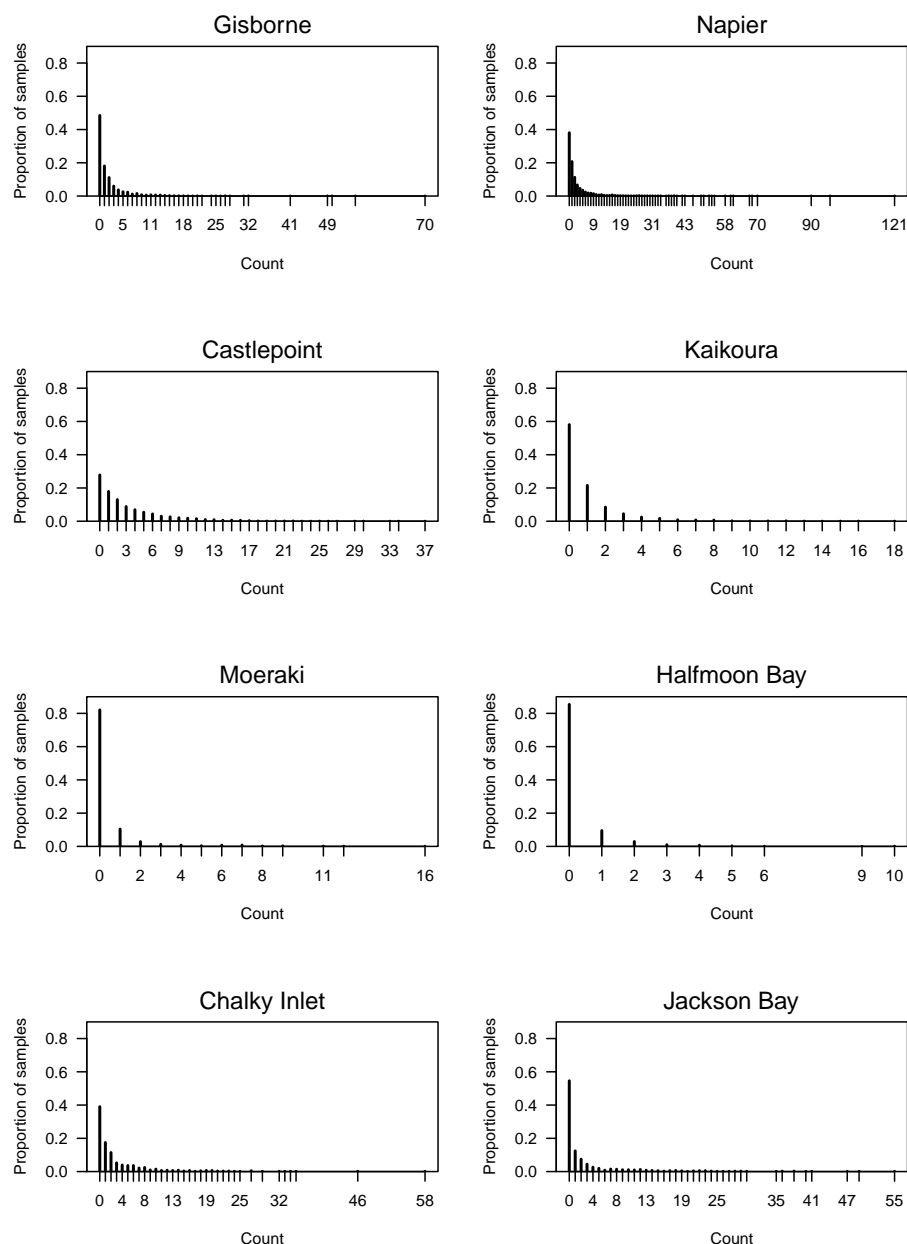 Gisborne
Proportion of samples
0.8
0.6
0.4
0.2
0.0
0 5 11 18 25 32 41 49 70
Count
Napier
Proportion of samples
0.8
0.6
0.4
0.2
0.0
0 9 19 31 43 58 70 90 121
Count
Castlepoint
Proportion of samples
0.8
0.6
0.4
0.2
0.0
0 3 6 9 13 17 21 25 29 33 37
Count
Kaikoura
Proportion of samples
0.8
0.6
0.4
0.2
0.0
0 2 4 6 8 10 12 14 16 18
Count
Moeraki
Proportion of samples
0.8
0.6
0.4
0.2
0.0
0 2 4 6 8 11 16
Count
Halfmoon Bay
Proportion of samples
0.8
0.6
0.4
0.2
0.0
0 1 2 3 4 5 6 9 10
Count
Chalky Inlet
Proportion of samples
0.8
0.6
0.4
0.2
0.0
0 4 8 13 19 25 32 46 58
Count
Jackson Bay
Proportion of samples
0.8
0.6
0.4
0.2
0.0
0 4 8 13 19 25 35 41 47 55
Count